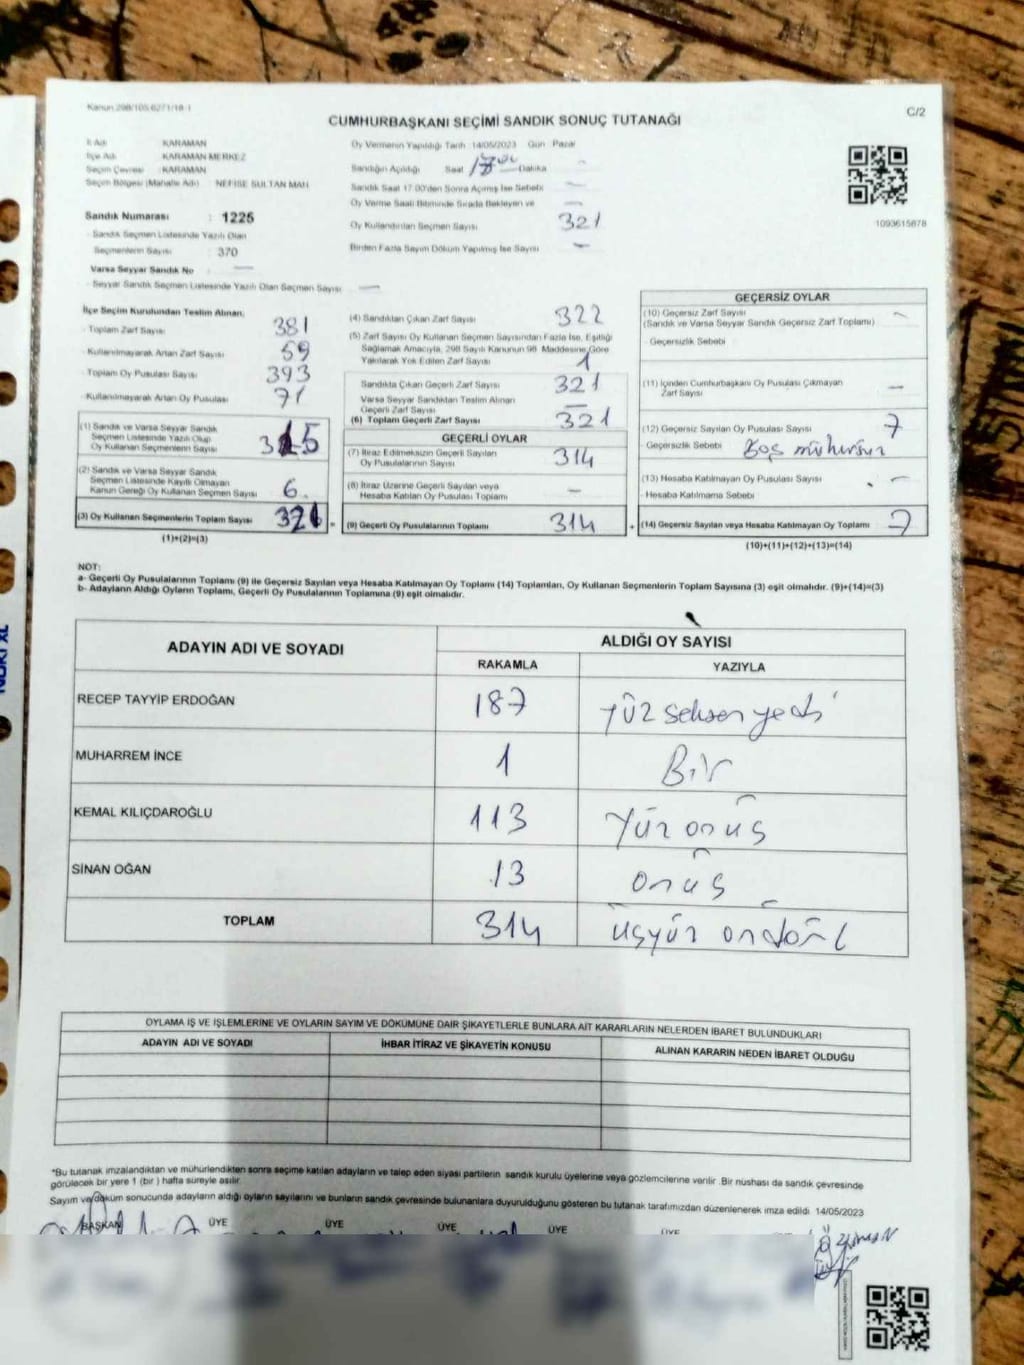 Kanun 298/105.6271/18-1
C/2
CUMHURBAŞKANI SEÇİMİ SANDIK SONUÇ TUTANAĞI
İl Adı KARAMAN
İlçe Adı KARAMAN MERKEZ
Seçim Çevresi : KARAMAN
Seçim Bölgesi (Mahalle Adı) NEFİSE SULTAN MAH
Sandık Numarası : 1225
Sandık Seçmen Listesinde Yazılı Olan
Seçmenlerin Sayısı : 370
Varsa Seyyar Sandık No —
Seyyar Sandık Seçmen Listesinde Yazılı Olan Seçmen Sayısı : —
Oy Vermenin Yapıldığı Tarih 14/05/2023 Gün Pazar
Sandığın Açıldığı Saat 17 00 Dakika
Sandık Saat 17.00'den Sonra Açılmış İse Sebebi —
Oy Verme Saati Bitiminde Sırada Bekleyen ve —
Oy Kullandırılan Seçmen Sayısı 321
Birden Fazla Sayım Döküm Yapılmış İse Sayısı —
1093615678
İlçe Seçim Kurulundan Teslim Alınan;
- Toplam Zarf Sayısı 381
- Kullanılmayarak Artan Zarf Sayısı 59
- Toplam Oy Pusulası Sayısı 393
- Kullanılmayarak Artan Oy Pusulası 71
(1) Sandık ve Varsa Seyyar Sandık
Seçmen Listesinde Yazılı Olup
Oy Kullanan Seçmenlerin Sayısı 315
(2) Sandık ve Varsa Seyyar Sandık
Seçmen Listesinde Kayıtlı Olmayan
Kanun Gereği Oy Kullanan Seçmen Sayısı 6
(3) Oy Kullanan Seçmenlerin Toplam Sayısı 321
(1)+(2)=(3)
(4) Sandıktan Çıkan Zarf Sayısı 322
(5) Zarf Sayısı Oy Kullanan Seçmen Sayısından Fazla İse, Eşitliği
Sağlamak Amacıyla, 298 Sayılı Kanunun 98. Maddesine Göre
Yakılarak Yok Edilen Zarf Sayısı 1
Sandıkta Çıkan Geçerli Zarf Sayısı 321
Varsa Seyyar Sandıktan Teslim Alınan
Geçerli Zarf Sayısı —
(6) Toplam Geçerli Zarf Sayısı 321
GEÇERLİ OYLAR
(7) İtiraz Edilmeksizin Geçerli Sayılan
Oy Pusulalarının Sayısı 314
(8) İtiraz Üzerine Geçerli Sayılan veya
Hesaba Katılan Oy Pusulası Toplamı —
= (9) Geçerli Oy Pusulalarının Toplamı 314
GEÇERSİZ OYLAR
(10) Geçersiz Zarf Sayısı —
(Sandık ve Varsa Seyyar Sandık Geçersiz Zarf Toplamı)
- Geçersizlik Sebebi
(11) İçinden Cumhurbaşkanı Oy Pusulası Çıkmayan
Zarf Sayısı —
(12) Geçersiz Sayılan Oy Pusulası Sayısı 7
- Geçersizlik Sebebi Boş mühürsüz
(13) Hesaba Katılmayan Oy Pusulası Sayısı —
- Hesaba Katılmama Sebebi
+ (14) Geçersiz Sayılan veya Hesaba Katılmayan Oy Toplamı 7
(10)+(11)+(12)+(13)=(14)
NOT:
a- Geçerli Oy Pusulalarının Toplamı (9) ile Geçersiz Sayılan veya Hesaba Katılmayan Oy Toplamı (14) Toplamları, Oy Kullanan Seçmenlerin Toplam Sayısına (3) eşit olmalıdır. (9)+(14)=(3)
b- Adayların Aldığı Oyların Toplamı, Geçerli Oy Pusulalarının Toplamına (9) eşit olmalıdır.
ADAYIN ADI VE SOYADI ALDIĞI OY SAYISI
RAKAMLA YAZIYLA
RECEP TAYYİP ERDOĞAN 187 Yüz seksen yedi
MUHARREM İNCE 1 Bir
KEMAL KILIÇDAROĞLU 113 Yüz onüş
SİNAN OĞAN 13 onüş
TOPLAM 314 üşyüz ondört
OYLAMA İŞ VE İŞLEMLERİNE VE OYLARIN SAYIM VE DÖKÜMÜNE DAİR ŞİKAYETLERLE BUNLARA AİT KARARLARIN NELERDEN İBARET BULUNDUKLARI
ADAYIN ADI VE SOYADI İHBAR İTİRAZ VE ŞİKAYETİN KONUSU ALINAN KARARIN NEDEN İBARET OLDUĞU
*Bu tutanak imzalandıktan ve mühürlendikten sonra seçime katılan adayların ve talep eden siyasi partilerin sandık kurulu üyelerine veya gözlemcilerine verilir .Bir nüshası da sandık çevresinde
görülecek bir yere 1 (bir ) hafta süreyle asılır.
Sayım ve döküm sonucunda adayların aldığı oyların sayılarını ve bunların sandık çevresinde bulunanlara duyurulduğunu gösteren bu tutanak tarafımızdan düzenlenerek imza edildi 14/05/2023
BAŞKAN ÜYE ÜYE ÜYE ÜYE ÜYE